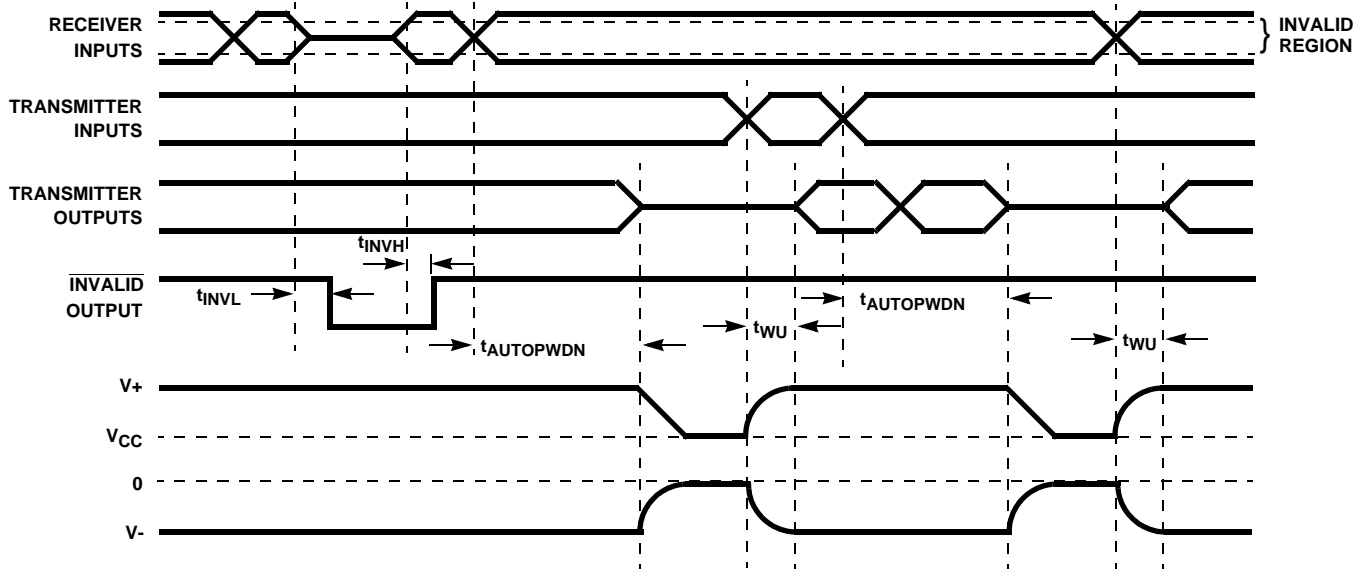 RECEIVER
INPUTS
} INVALID
REGION
TRANSMITTER
INPUTS
TRANSMITTER
OUTPUTS
tINVH
INVALID
OUTPUT
tINVL
tAUTOPWDN
tWU
tAUTOPWDN
tWU
V+
VCC
0
V-